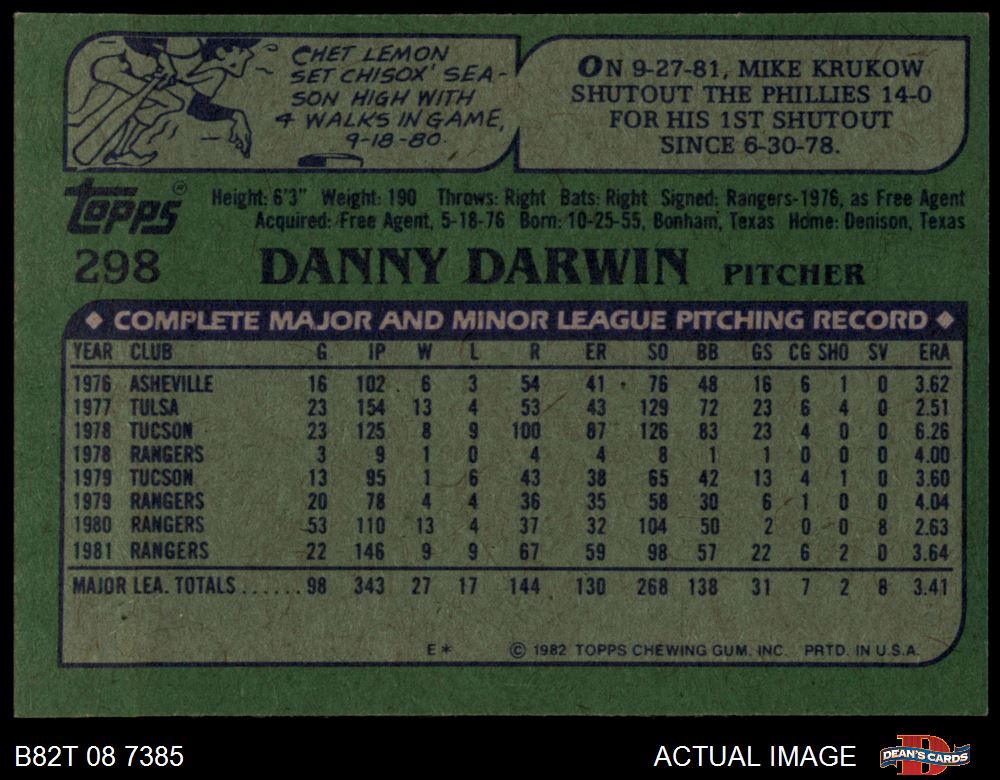 CHET LEMON
SET CHISOX' SEA-
SON HIGH WITH
4 WALKS IN GAME,
9-18-80.
ON 9-27-81, MIKE KRUKOW
SHUTOUT THE PHILLIES 14-0
FOR HIS 1ST SHUTOUT
SINCE 6-30-78.
Topps ®
Height: 6'3" Weight: 190 Throws: Right Bats: Right Signed: Rangers-1976, as Free Agent
Acquired: Free Agent, 5-18-76 Born: 10-25-55, Bonham, Texas Home: Denison, Texas
298 DANNY DARWIN PITCHER
◆ COMPLETE MAJOR AND MINOR LEAGUE PITCHING RECORD ◆
YEAR CLUB G IP W L R ER SO BB GS CG SHO SV ERA
1976 ASHEVILLE 16 102 6 3 54 41 76 48 16 6 1 0 3.62
1977 TULSA 23 154 13 4 53 43 129 72 23 6 4 0 2.51
1978 TUCSON 23 125 8 9 100 87 126 83 23 4 0 0 6.26
1978 RANGERS 3 9 1 0 4 4 8 1 1 0 0 0 4.00
1979 TUCSON 13 95 1 6 43 38 65 42 13 4 1 0 3.60
1979 RANGERS 20 78 4 4 36 35 58 30 6 1 0 0 4.04
1980 RANGERS 53 110 13 4 37 32 104 50 2 0 0 8 2.63
1981 RANGERS 22 146 9 9 67 59 98 57 22 6 2 0 3.64
MAJOR LEA. TOTALS ...... 98 343 27 17 144 130 268 138 31 7 2 8 3.41
E* © 1982 TOPPS CHEWING GUM, INC. PRTD. IN U.S.A.
B82T 08 7385 ACTUAL IMAGE DEAN'S CARDS